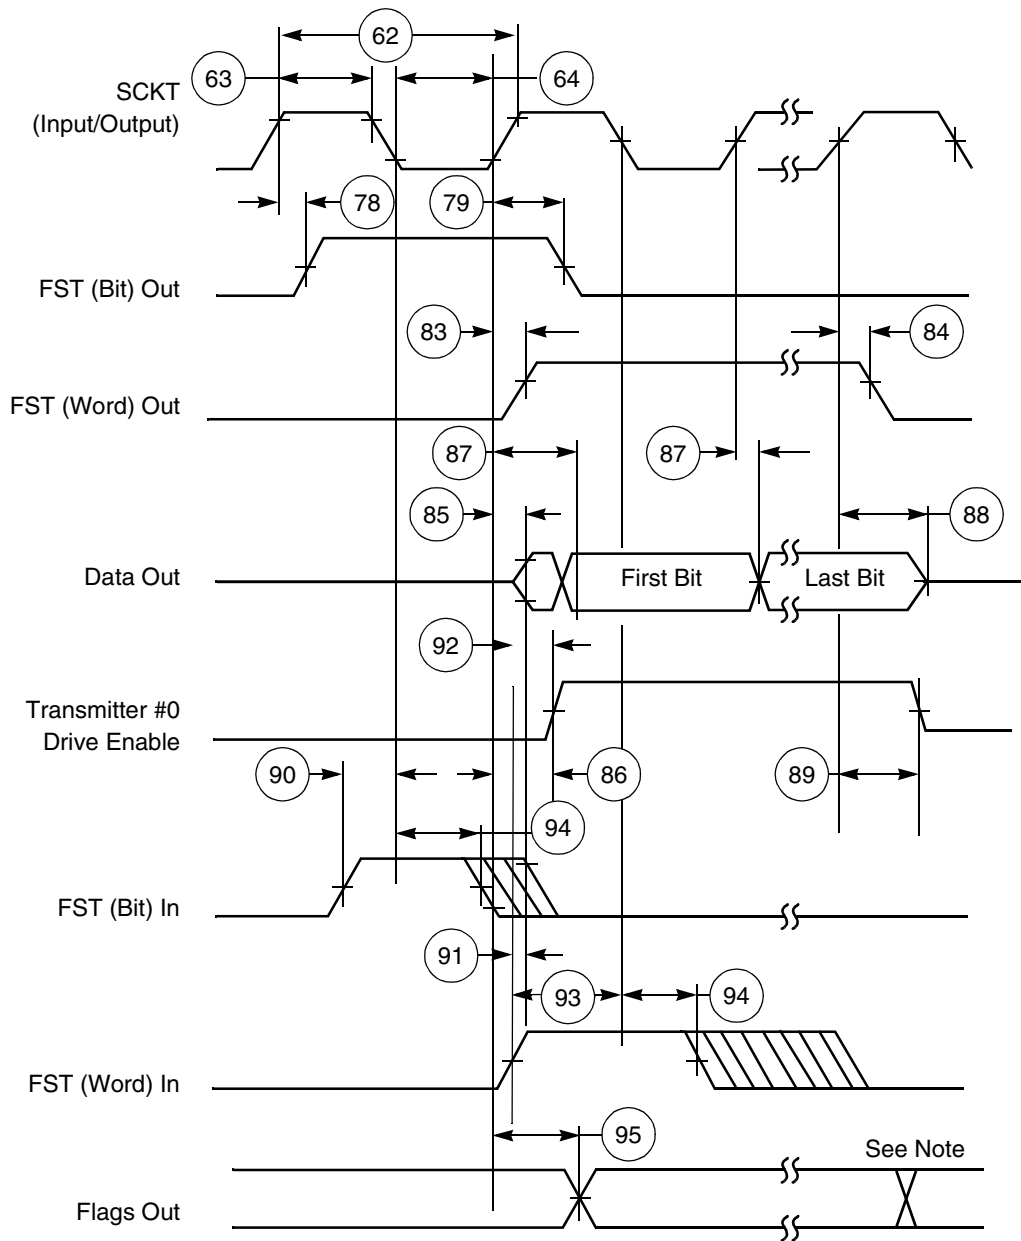 62
63
64
SCKT
(Input/Output)
78
79
FST (Bit) Out
83
84
FST (Word) Out
87
87
85
88
Data Out
First Bit
Last Bit
92
Transmitter #0
Drive Enable
90
86
89
94
FST (Bit) In
91
93
94
FST (Word) In
95
See Note
Flags Out